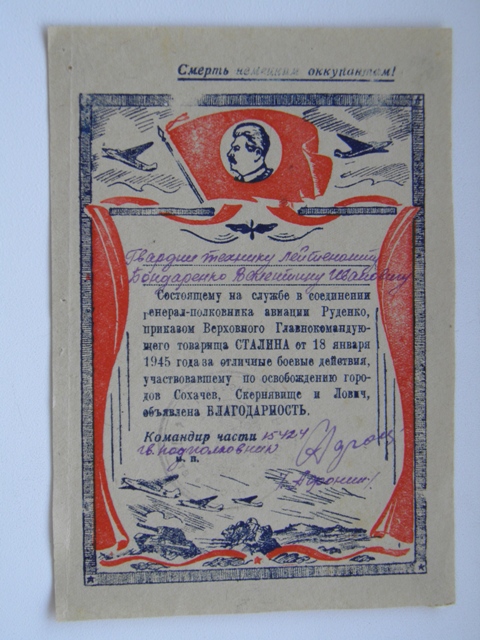 Смерть немецким оккупантам!
Гвардии технику лейтенанту
Бондаренко Ивановичу
Состоящему на службе в соединении
генерал-полковника авиации Руденко,
приказом Верховного Главнокомандую-
щего товарища СТАЛИНА от 18 января
1945 года за отличные боевые действия,
участвовавшему по освобождению горо-
дов Сохачев, Скернявище и Лович,
объявлена БЛАГОДАРНОСТЬ.
Командир части 15424
гв. подполковник
м. п.